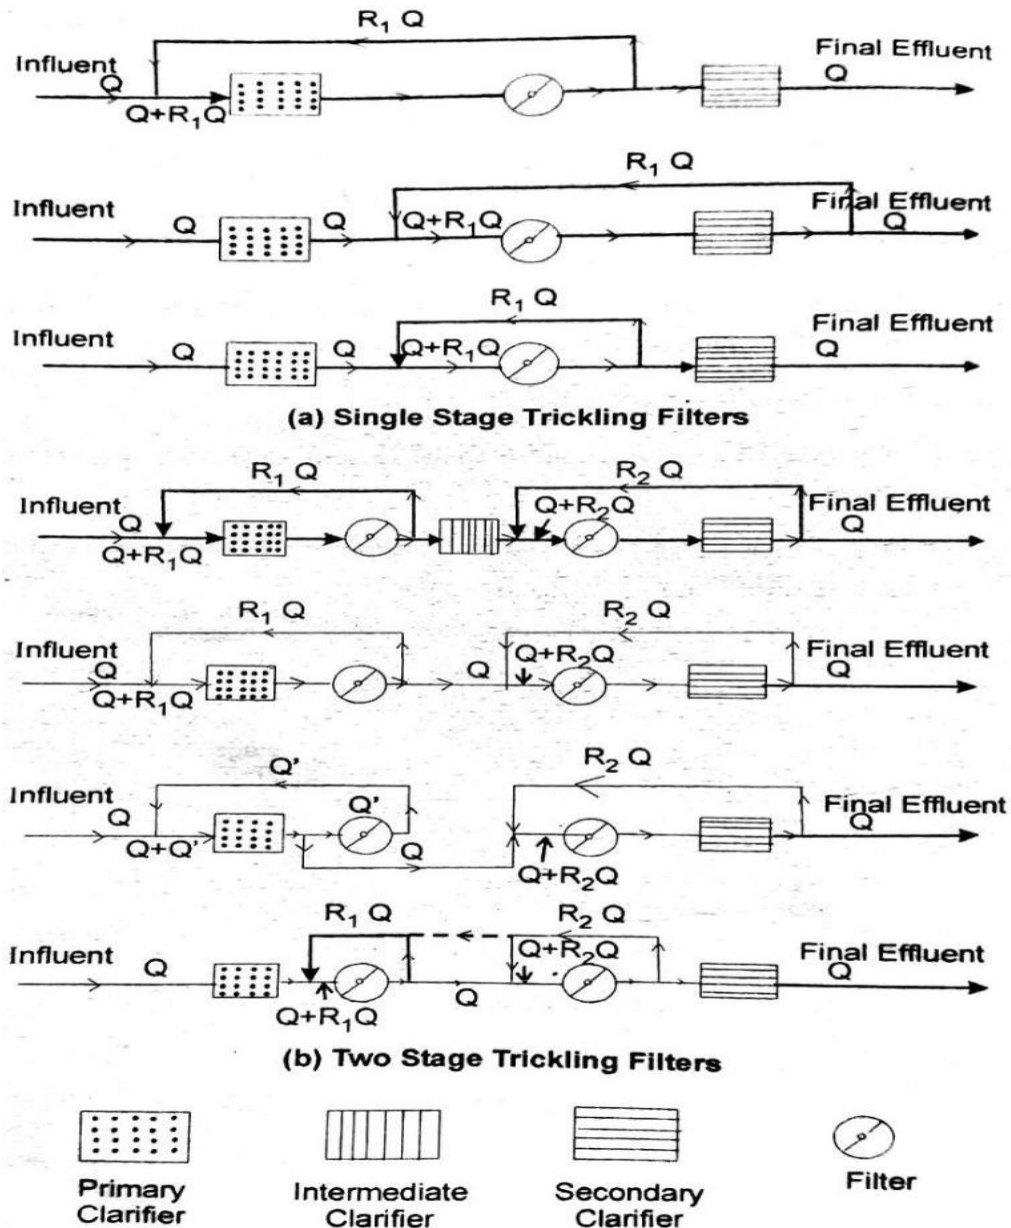 R₁ Q
Influent
Q
Q+R₁Q
Final Effluent
Q
R₁ Q
Influent
Q
Q
Q+R₁Q
Final Effluent
Q
R₁ Q
Influent
Q
Q
Q+R₁Q
Final Effluent
Q
(a) Single Stage Trickling Filters
R₁ Q
R₂ Q
Influent
Q
Q+R₁Q
Q+R₂Q
Final Effluent
Q
R₁ Q
R₂ Q
Influent
Q
Q+R₁Q
Q
Q+R₂Q
Final Effluent
Q
Q'
R₂ Q
Influent
Q
Q+Q'
Q'
Q
Q+R₂Q
Final Effluent
Q
R₁ Q
R₂ Q
Influent
Q
Q+R₁Q
Q
Q+R₂Q
Final Effluent
Q
(b) Two Stage Trickling Filters
Primary
Clarifier
Intermediate
Clarifier
Secondary
Clarifier
Filter